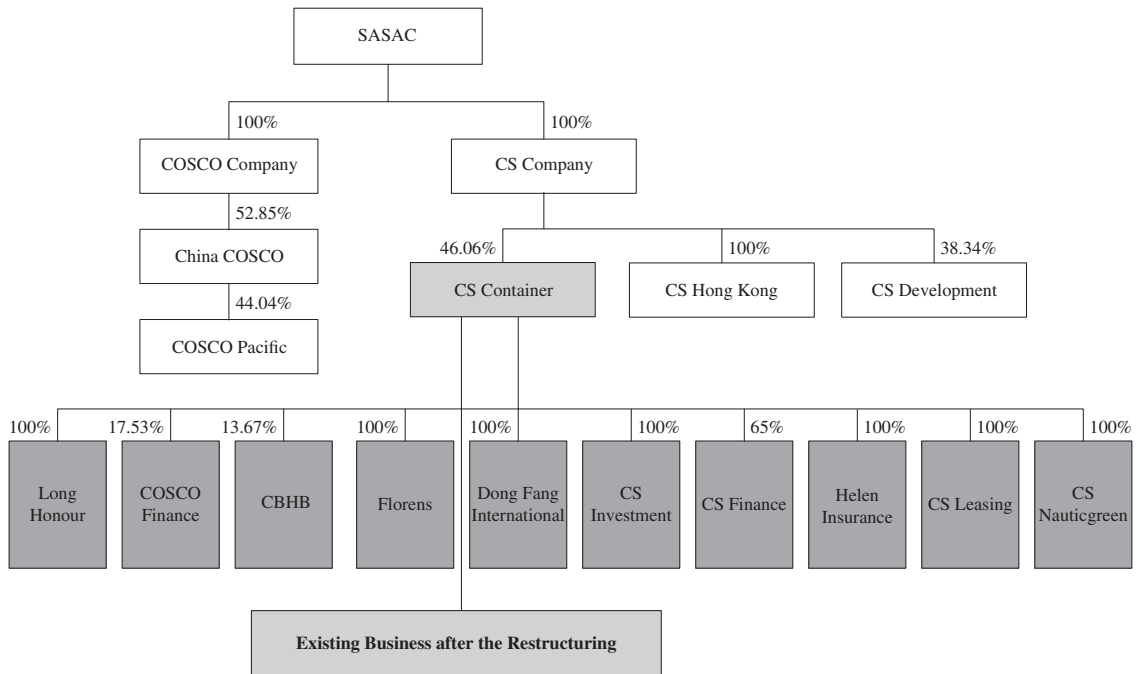 SASAC
100%
100%
COSCO Company
CS Company
52.85%
46.06%
100%
38.34%
China COSCO
CS Container
CS Hong Kong
CS Development
44.04%
COSCO Pacific
100%
17.53%
13.67%
100%
100%
100%
65%
100%
100%
100%
Long
Honour
COSCO
Finance
CBHB
Florens
Dong Fang
International
CS
Investment
CS Finance
Helen
Insurance
CS Leasing
CS
Nauticgreen
Existing Business after the Restructuring